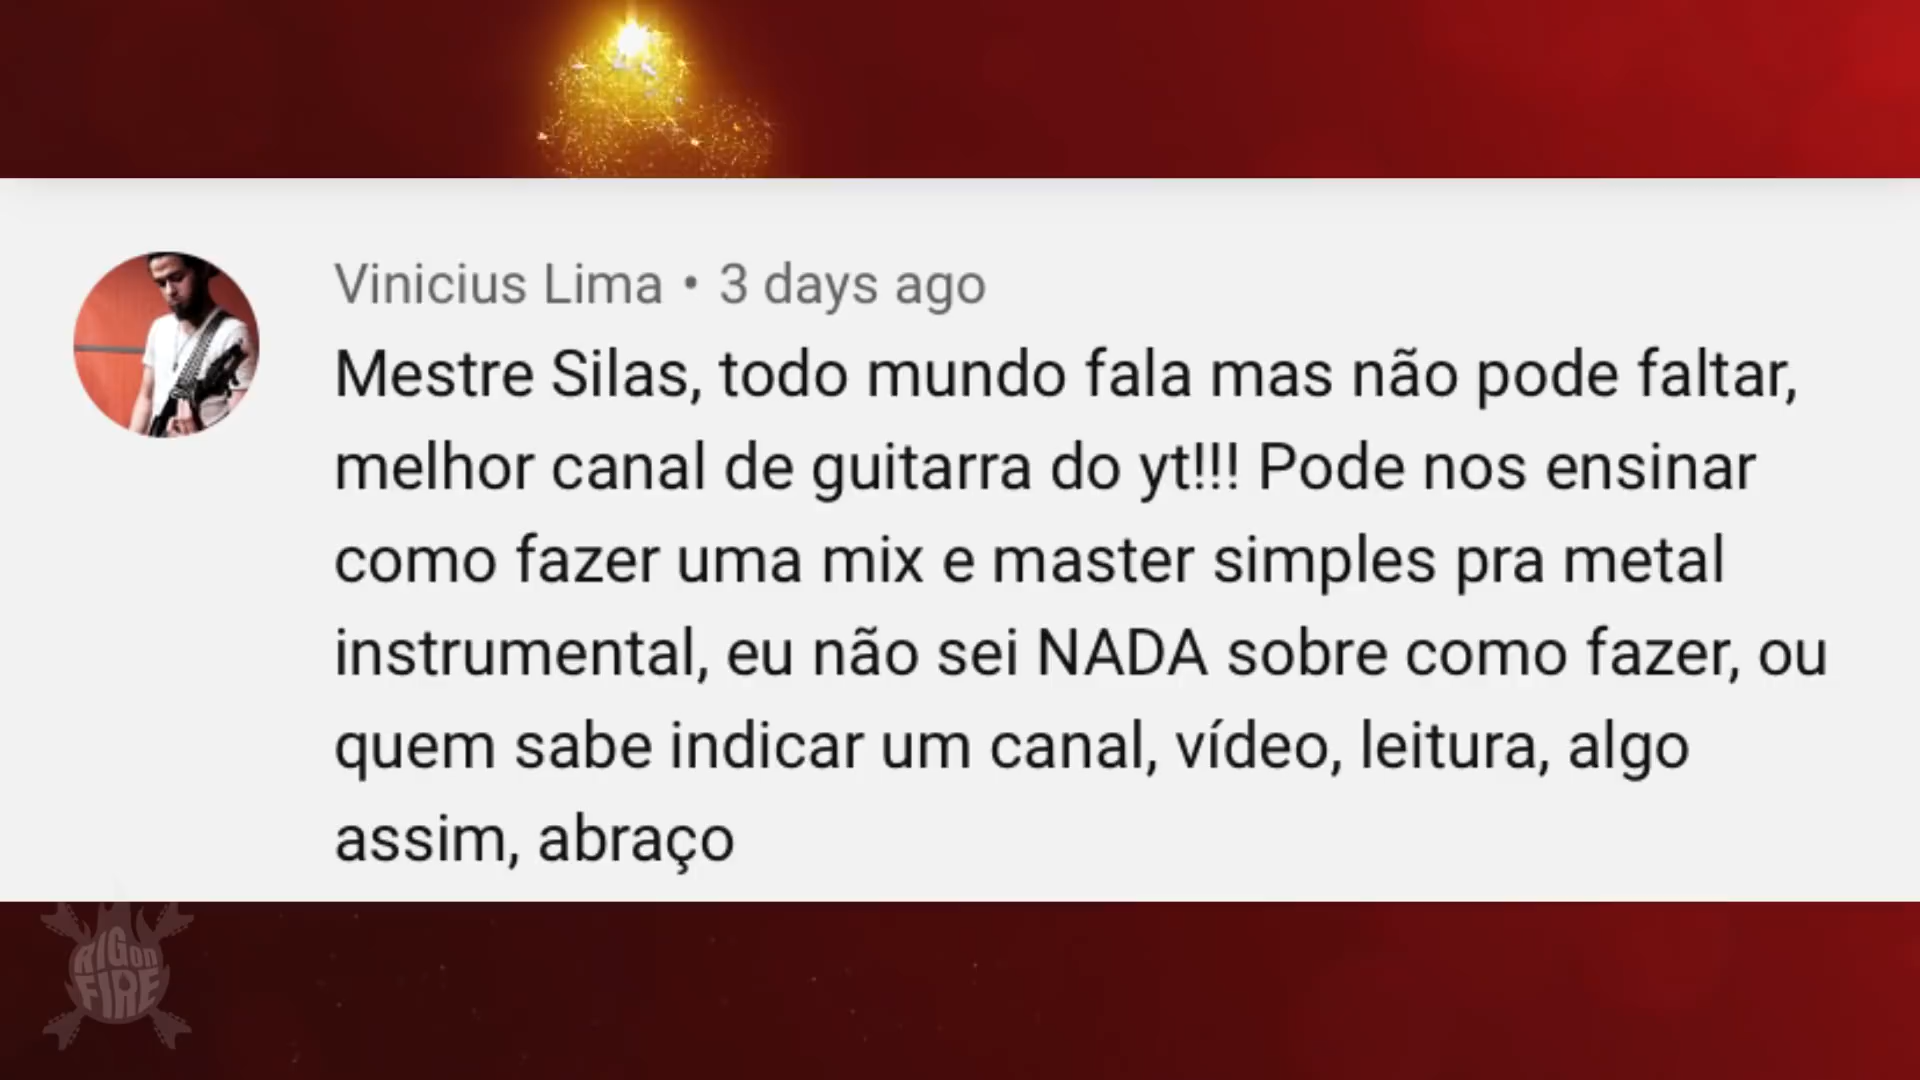 Vinicius Lima • 3 days ago
Mestre Silas, todo mundo fala mas não pode faltar,
melhor canal de guitarra do yt!!! Pode nos ensinar
como fazer uma mix e master simples pra metal
instrumental, eu não sei NADA sobre como fazer, ou
quem sabe indicar um canal, vídeo, leitura, algo
assim, abraço
RIG on
FIRE